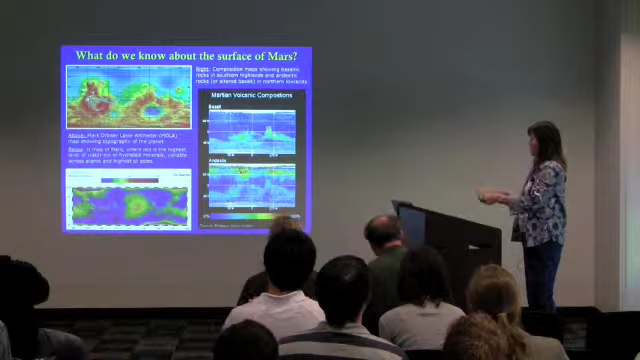 What do we know about the surface of Mars?
Right: Composition maps showing basaltic
rocks in southern highlands and andesitic
rocks (or altered basalt) in northern lowlands
Martian Volcanic Compositions
Basalt
Above: Mars Orbiter Laser Altimeter (MOLA)
map showing topography of the planet
Below: a map of Mars, where red is the highest
level of water-ice or hydrated minerals, variable
across planet and highest at poles
Andesite
0%
100%